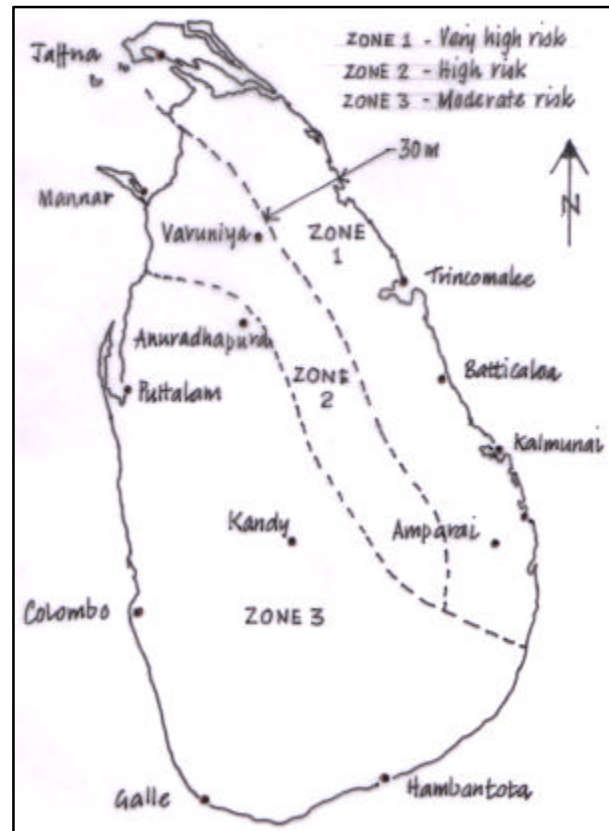 ZONE 1 - Very high risk
ZONE 2 - High risk
ZONE 3 - Moderate risk
Jaffna
30m
N
Mannar
Varuniya
ZONE
1
Trincomalee
Anuradhapura
ZONE
2
Batticaloa
Puttalam
Kalmunai
Kandy
Amparai
Colombo
ZONE 3
Hambantota
Galle